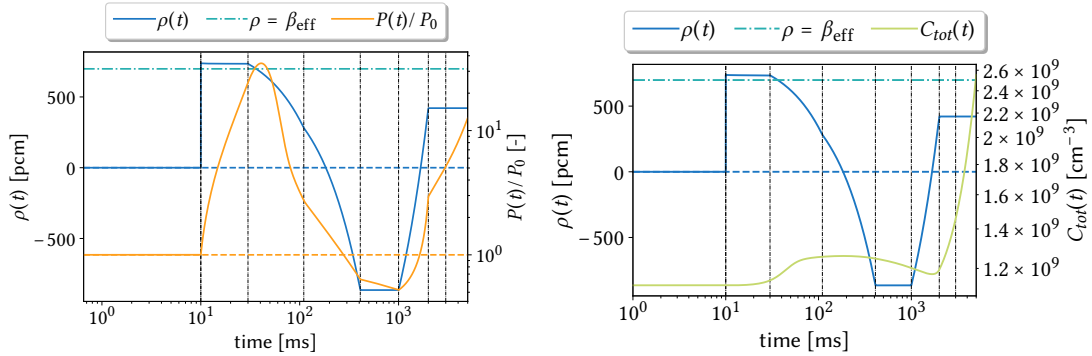 ρ(t) ρ = β_eff P(t)/P_0
500
0
−500
ρ(t) [pcm]
10^1
10^0
P(t)/P_0 [-]
10^0 10^1 10^2 10^3
time [ms]
ρ(t) ρ = β_eff C_tot(t)
500
0
−500
ρ(t) [pcm]
2.6 × 10^9
2.4 × 10^9
2.2 × 10^9
2 × 10^9
1.8 × 10^9
1.6 × 10^9
1.4 × 10^9
1.2 × 10^9
C_tot(t) [cm^−3]
10^0 10^1 10^2 10^3
time [ms]